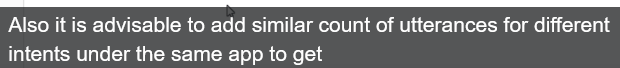 Also it is advisable to add similar count of utterances for different
intents under the same app to get